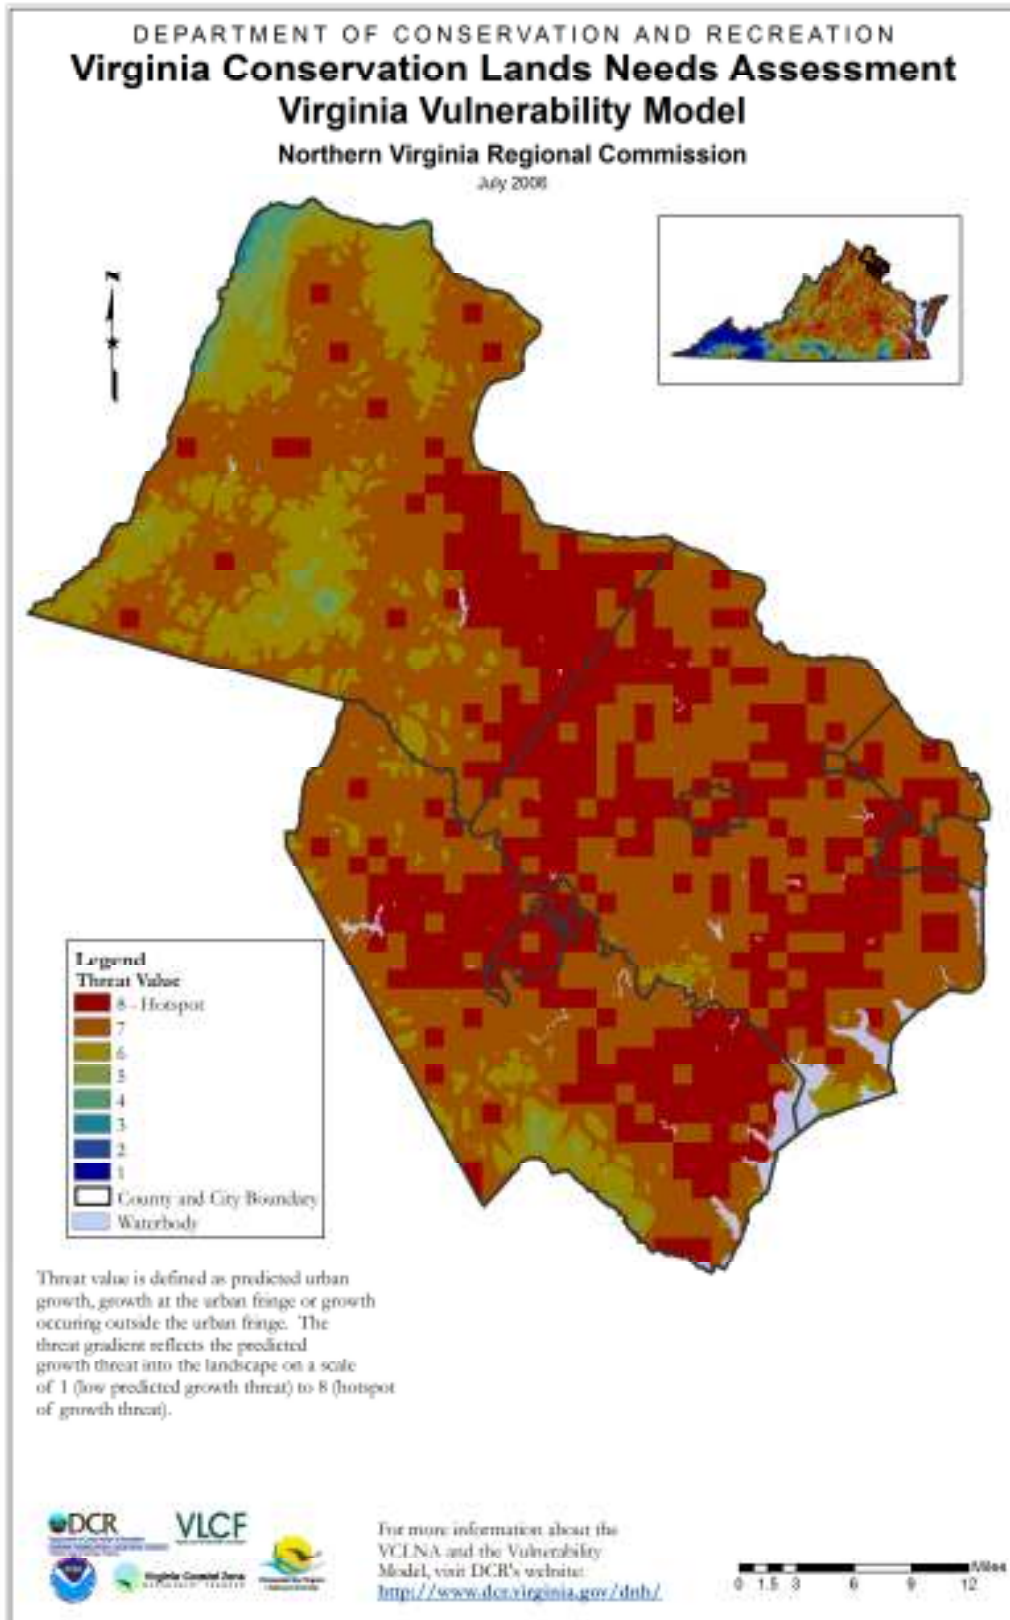 DEPARTMENT OF CONSERVATION AND RECREATION
Virginia Conservation Lands Needs Assessment
Virginia Vulnerability Model
Northern Virginia Regional Commission
July 2006
N
Legend
Threat Value
8 - Hotspot
7
6
5
4
3
2
1
County and City Boundary
Waterbody
Threat value is defined as predicted urban
growth, growth at the urban fringe or growth
occuring outside the urban fringe. The
threat gradient reflects the predicted
growth threat into the landscape on a scale
of 1 (low predicted growth threat) to 8 (hotspot
of growth threat).
DCR
VLCF
Virginia Coastal Zone
For more information about the
VCLNA and the Vulnerability
Model, visit DCR's website:
http://www.dcr.virginia.gov/dnh/
Miles
0 1.5 3 6 9 12